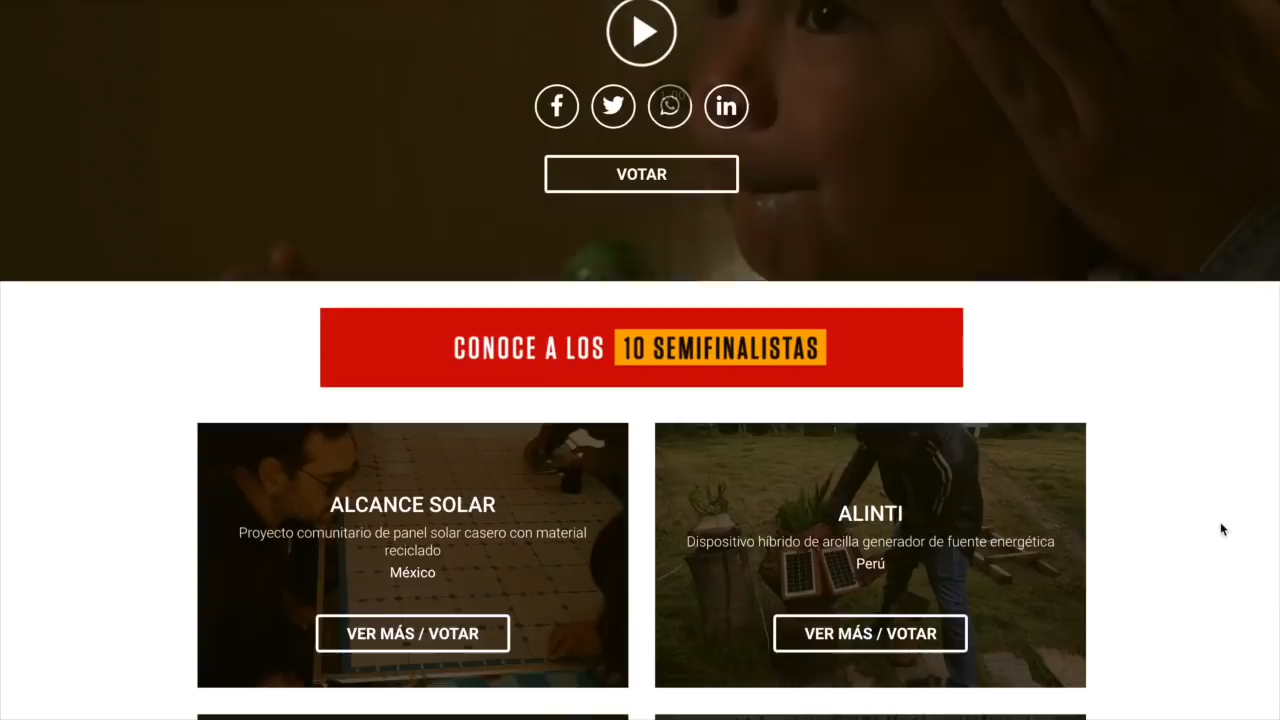 VOTAR
CONOCE A LOS 10 SEMIFINALISTAS
ALCANCE SOLAR
Proyecto comunitario de panel solar casero con material
reciclado
México
VER MÁS / VOTAR
ALINTI
Dispositivo híbrido de arcilla generador de fuente energética
Perú
VER MÁS / VOTAR